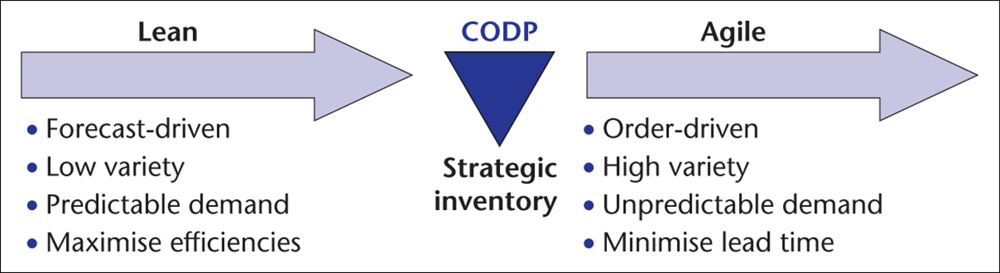 Lean
• Forecast-driven
• Low variety
• Predictable demand
• Maximise efficiencies
CODP
Strategic
inventory
Agile
• Order-driven
• High variety
• Unpredictable demand
• Minimise lead time